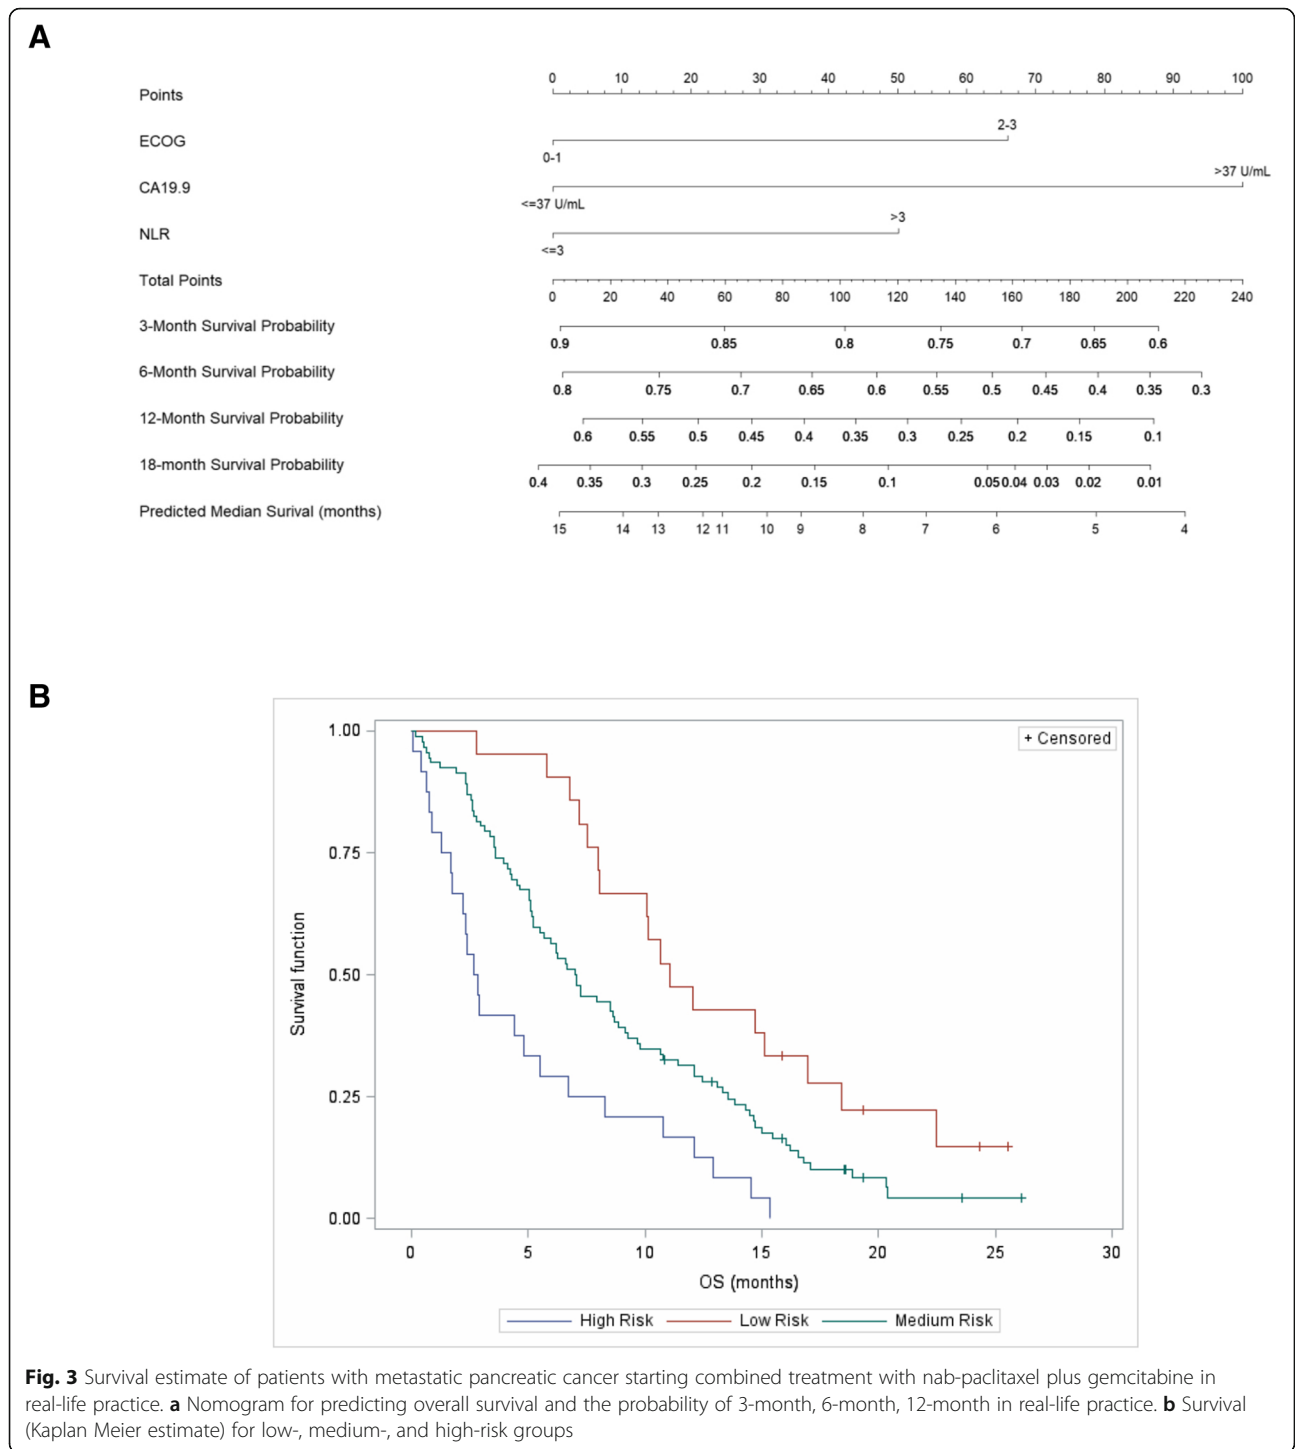 A
0 10 20 30 40 50 60 70 80 90 100
Points
2-3
ECOG
0-1
>37 U/mL
CA19.9
<=37 U/mL
>3
NLR
<=3
Total Points
0 20 40 60 80 100 120 140 160 180 200 220 240
3-Month Survival Probability
0.9 0.85 0.8 0.75 0.7 0.65 0.6
6-Month Survival Probability
0.8 0.75 0.7 0.65 0.6 0.55 0.5 0.45 0.4 0.35 0.3
12-Month Survival Probability
0.6 0.55 0.5 0.45 0.4 0.35 0.3 0.25 0.2 0.15 0.1
18-month Survival Probability
0.4 0.35 0.3 0.25 0.2 0.15 0.1 0.05 0.04 0.03 0.02 0.01
Predicted Median Surival (months)
15 14 13 12 11 10 9 8 7 6 5 4
B
1.00
+ Censored
0.75
0.50
0.25
0.00
Survival function
0 5 10 15 20 25 30
OS (months)
High Risk Low Risk Medium Risk
Fig. 3 Survival estimate of patients with metastatic pancreatic cancer starting combined treatment with nab-paclitaxel plus gemcitabine in
real-life practice. a Nomogram for predicting overall survival and the probability of 3-month, 6-month, 12-month in real-life practice. b Survival
(Kaplan Meier estimate) for low-, medium-, and high-risk groups